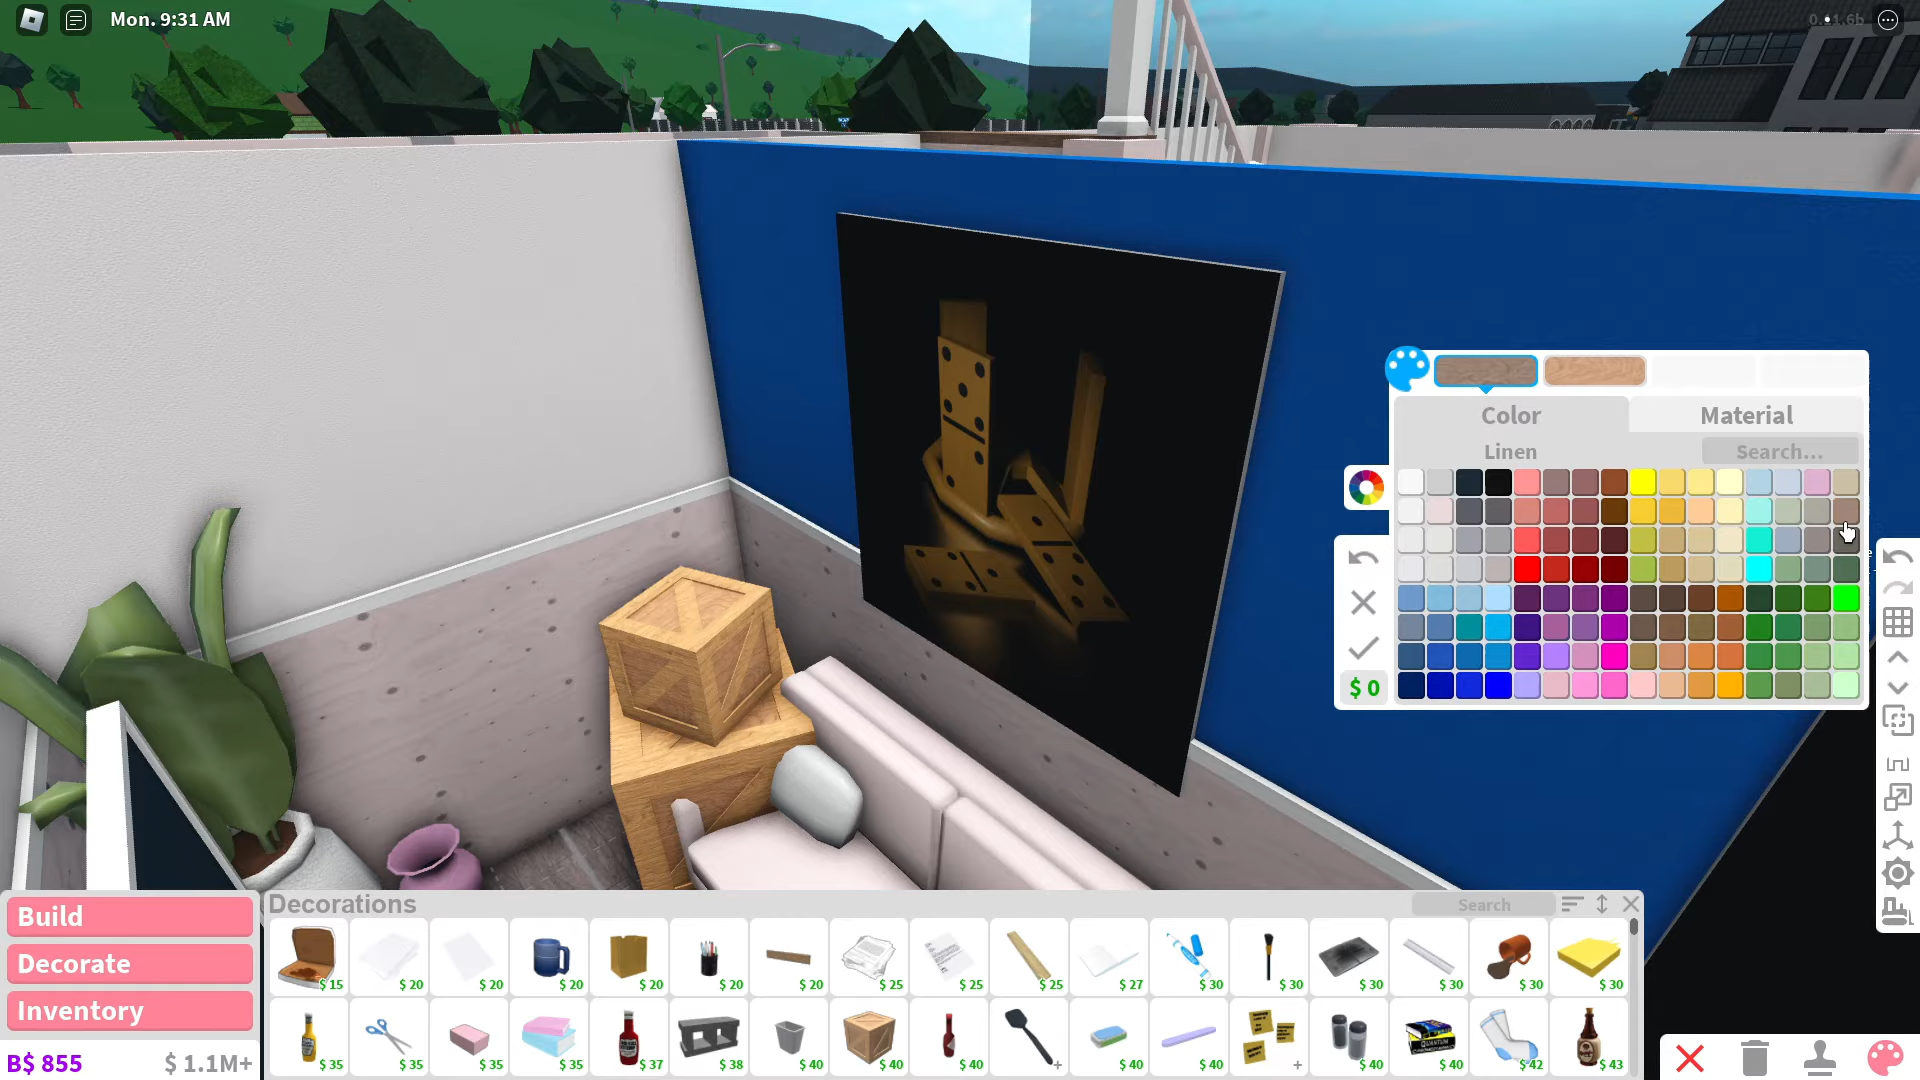 Mon. 9:31 AM
Color
Material
Linen
Search...
$ 0
Build
Decorate
Inventory
B$ 855
$ 1.1M+
Decorations
Search
$ 15
$ 20
$ 20
$ 20
$ 20
$ 20
$ 20
$ 25
$ 25
$ 25
$ 27
$ 30
$ 30
$ 30
$ 30
$ 30
$ 30
$ 35
$ 35
$ 35
$ 35
$ 37
$ 38
$ 40
$ 40
$ 40
+
$ 40
$ 40
+
$ 40
QUANTUM
$ 40
$ 42
$ 43